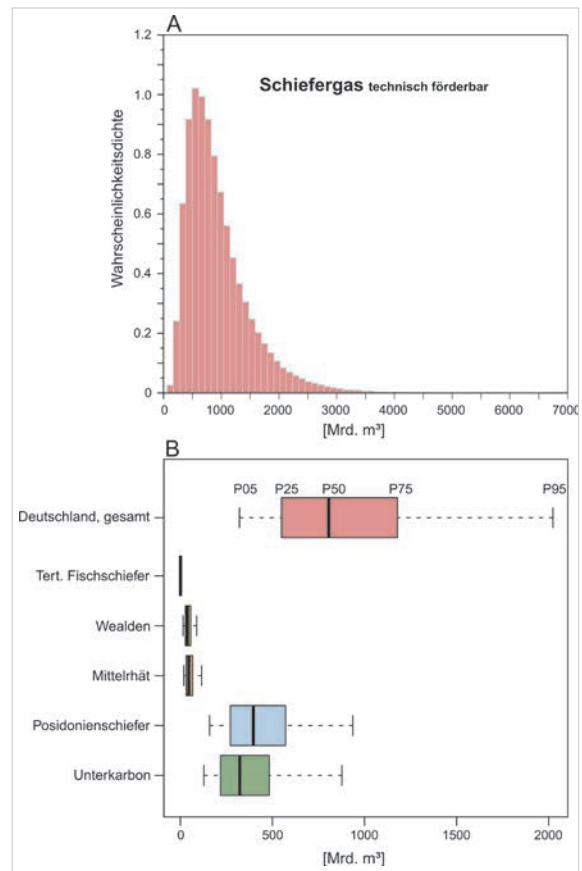 A
1.2
1.0
0.8
0.6
0.4
0.2
0
Wahrscheinlichkeitsdichte
Schiefergas technisch förderbar
0 1000 2000 3000 4000 5000 6000 7000
[Mrd. m³]
B
P05 P25 P50 P75 P95
Deutschland, gesamt
Tert. Fischschiefer
Wealden
Mittelrhät
Posidonienschiefer
Unterkarbon
0 500 1000 1500 2000
[Mrd. m³]